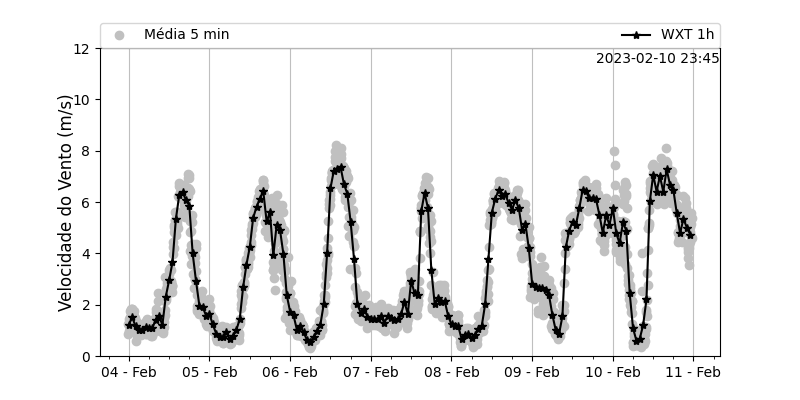 Média 5 min
WXT 1h
2023-02-10 23:45
Velocidade do Vento (m/s)
12
10
8
6
4
2
0
04 - Feb
05 - Feb
06 - Feb
07 - Feb
08 - Feb
09 - Feb
10 - Feb
11 - Feb